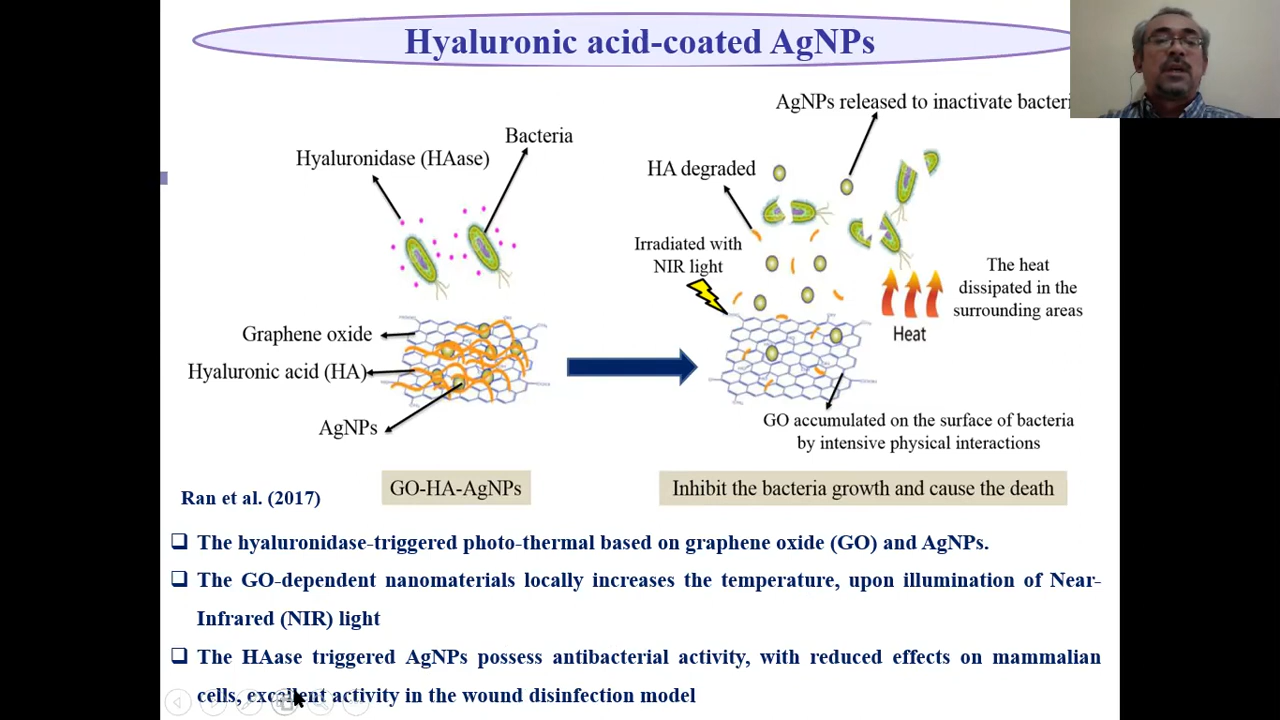 Hyaluronic acid-coated AgNPs
AgNPs released to inactivate bacteri
Bacteria
Hyaluronidase (HAase)
HA degraded
Irradiated with
NIR light
The heat
dissipated in the
surrounding areas
Heat
Graphene oxide
Hyaluronic acid (HA)
AgNPs
GO accumulated on the surface of bacteria
by intensive physical interactions
GO-HA-AgNPs
Inhibit the bacteria growth and cause the death
Ran et al. (2017)
❑ The hyaluronidase-triggered photo-thermal based on graphene oxide (GO) and AgNPs.
❑ The GO-dependent nanomaterials locally increases the temperature, upon illumination of Near-
Infrared (NIR) light
❑ The HAase triggered AgNPs possess antibacterial activity, with reduced effects on mammalian
cells, excellent activity in the wound disinfection model